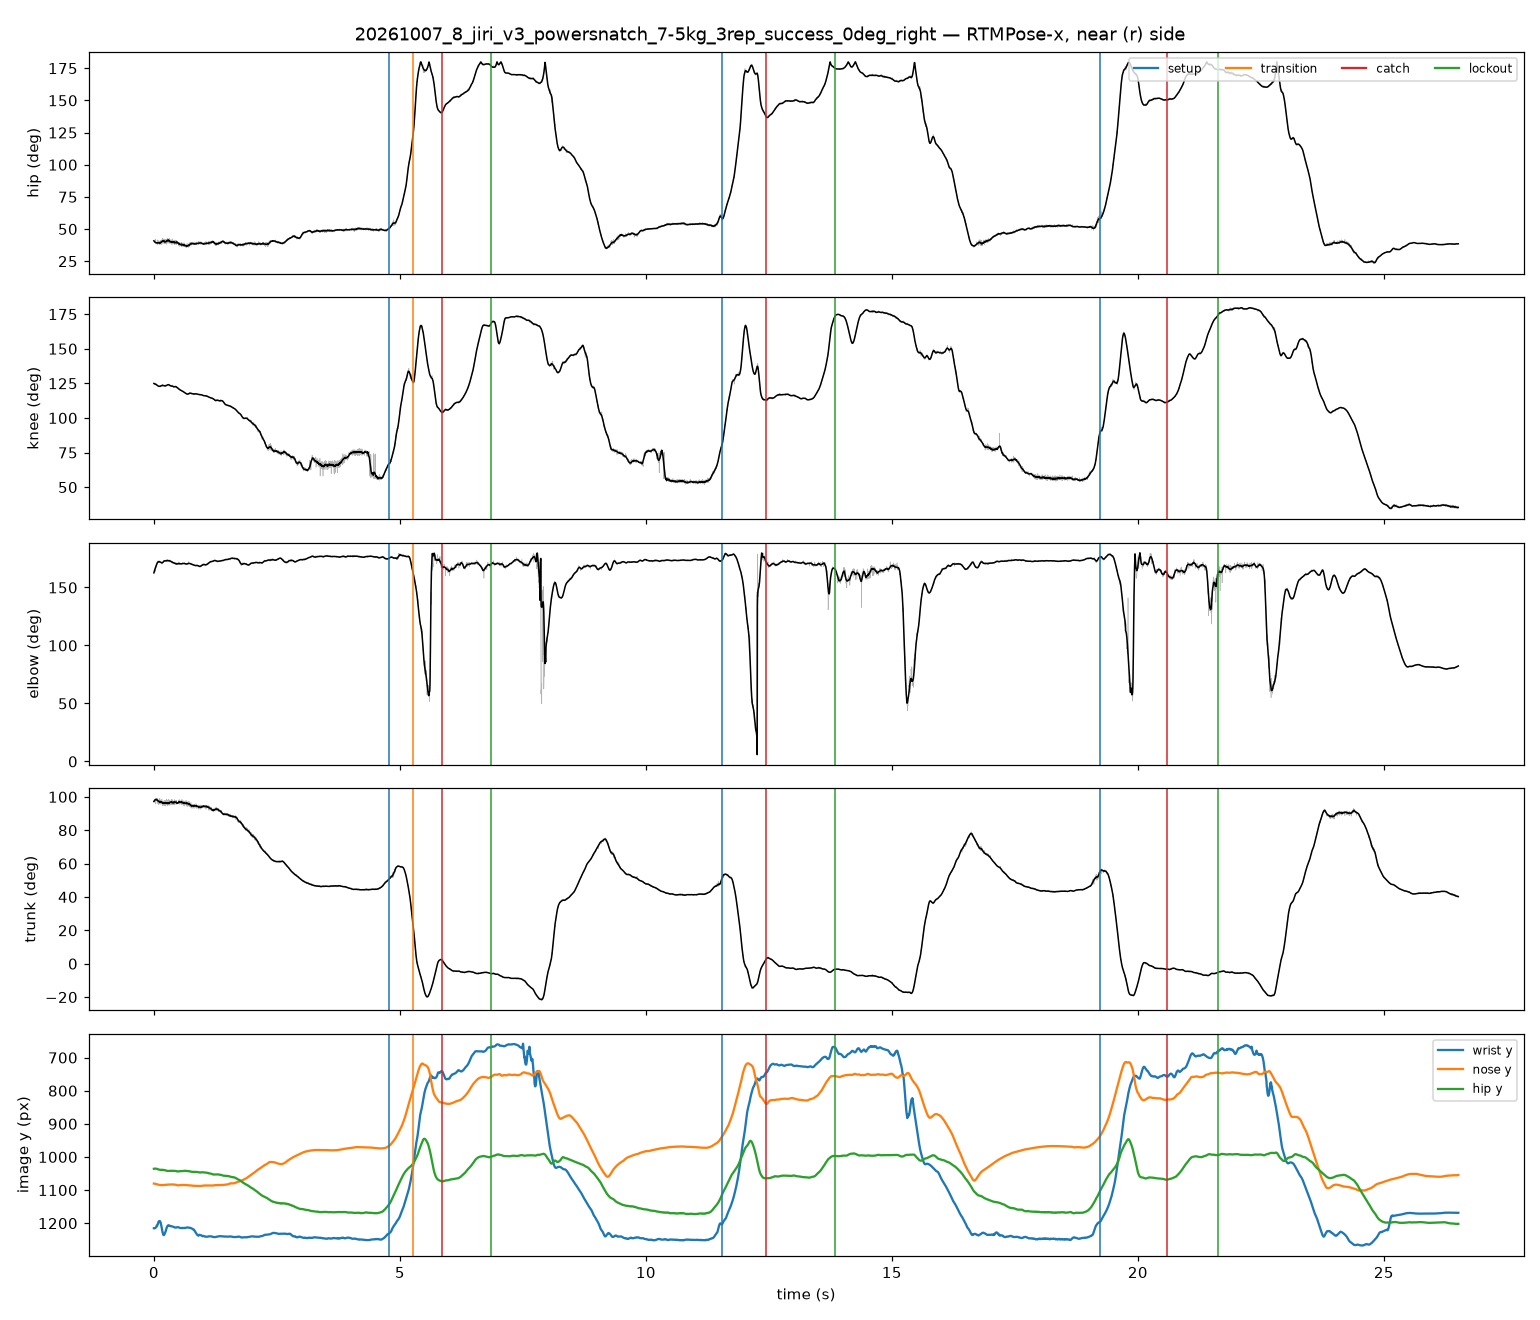 20261007_8_jiri_v3_powersnatch_7-5kg_3rep_success_0deg_right — RTMPose-x, near (r) side
setup transition catch lockout
hip (deg)
175
150
125
100
75
50
25
knee (deg)
175
150
125
100
75
50
elbow (deg)
150
100
50
0
trunk (deg)
100
80
60
40
20
0
−20
wrist y
nose y
hip y
image y (px)
700
800
900
1000
1100
1200
0 5 10 15 20 25
time (s)